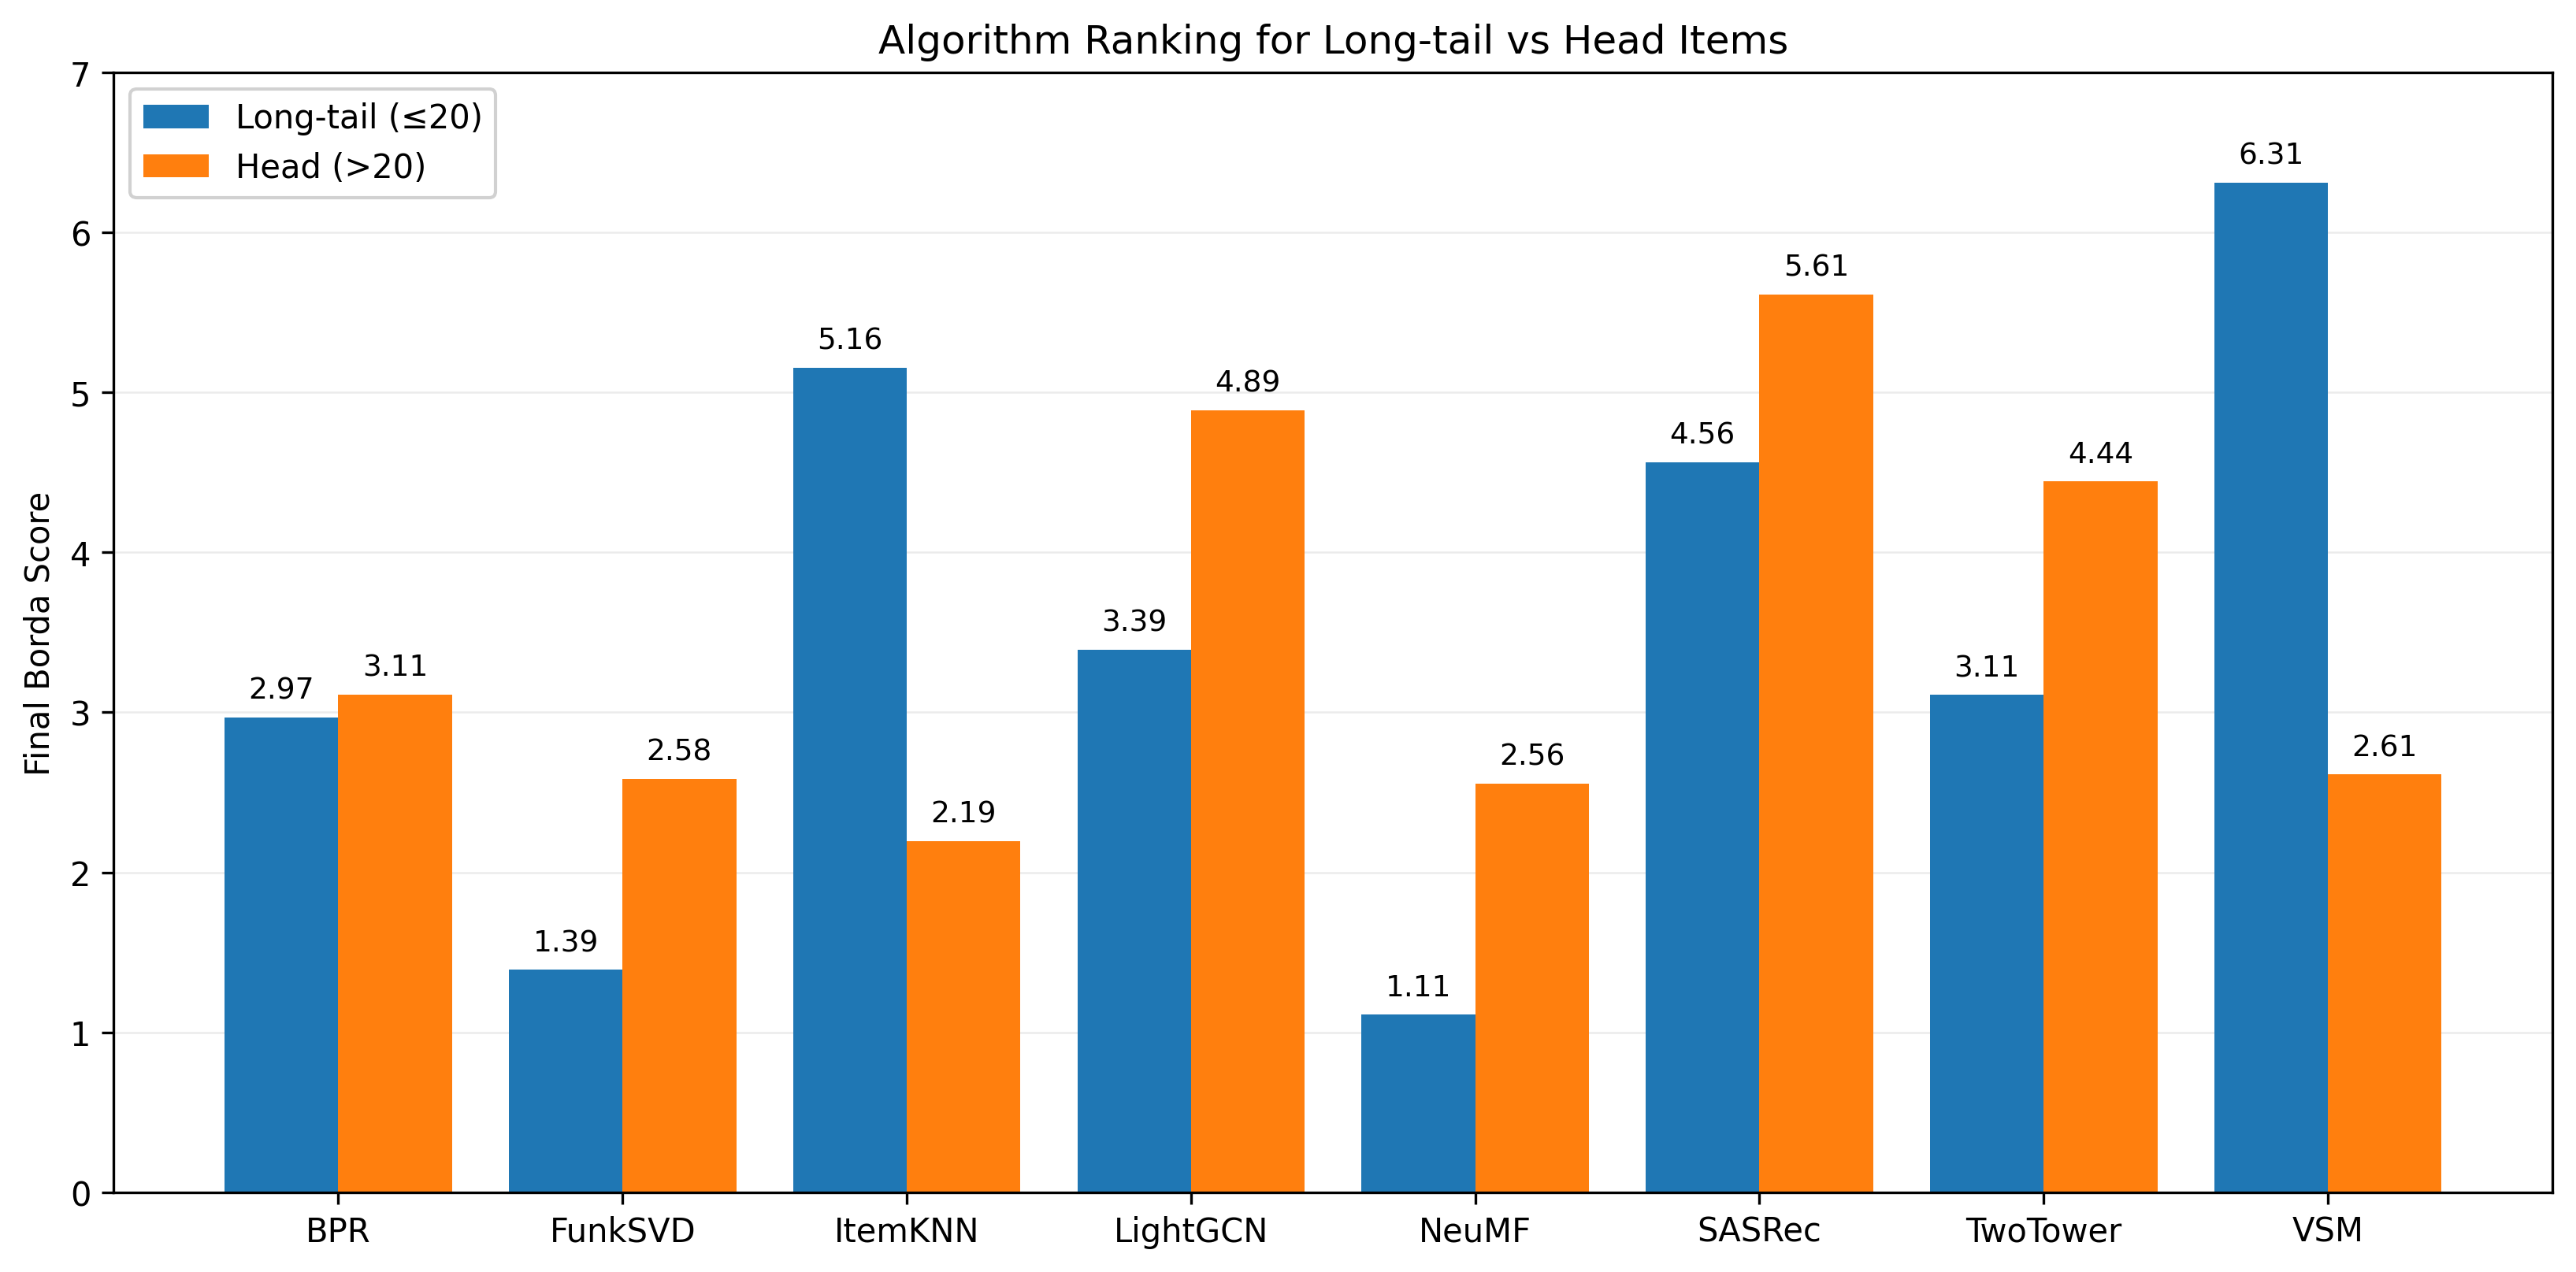 Algorithm Ranking for Long-tail vs Head Items
Long-tail (≤20)
Head (>20)
Final Borda Score
7
6
5
4
3
2
1
0
2.97
3.11
1.39
2.58
5.16
2.19
3.39
4.89
1.11
2.56
4.56
5.61
3.11
4.44
6.31
2.61
BPR
FunkSVD
ItemKNN
LightGCN
NeuMF
SASRec
TwoTower
VSM